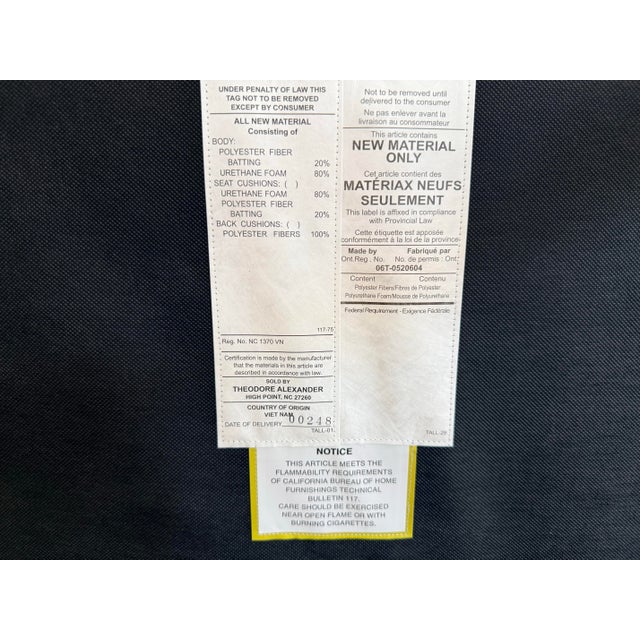 UNDER PENALTY OF LAW THIS
TAG NOT TO BE REMOVED
EXCEPT BY CONSUMER
ALL NEW MATERIAL
Consisting of
BODY:
POLYESTER FIBER
BATTING 20%
URETHANE FOAM 80%
SEAT CUSHIONS: ( )
URETHANE FOAM 80%
POLYESTER FIBER
BATTING 20%
BACK CUSHIONS: ( )
POLYESTER FIBERS 100%
117-75
Reg. No. NC 1370 VN
Certification is made by the manufacturer
that the materials in this article are
described in accordance with law.
SOLD BY
THEODORE ALEXANDER
HIGH POINT, NC 27260
COUNTRY OF ORIGIN
VIET NAM
DATE OF DELIVERY 00248
TALL-01
Not to be removed until
delivered to the consumer
Ne pas enlever avant la
livraison au consommateur
This article contains
NEW MATERIAL
ONLY
Cet article contient des
MATÉRIAX NEUFS
SEULEMENT
This label is affixed in compliance
with Provincial Law
Cette étiquette est apposée
conformément à la loi de la province
Made by Fabriqué par
Ont.Reg. No. No. de permis : Ont.
06T-0520604
Content Contenu
Polyester Fibers/Fibres de Polyester
Polyurethane Foam/Mousse de Polyuréthane
Federal Requirement - Exigence Fédérale
TALL-29
NOTICE
THIS ARTICLE MEETS THE
FLAMMABILITY REQUIREMENTS
OF CALIFORNIA BUREAU OF HOME
FURNISHINGS TECHNICAL
BULLETIN 117.
CARE SHOULD BE EXERCISED
NEAR OPEN FLAME OR WITH
BURNING CIGARETTES.